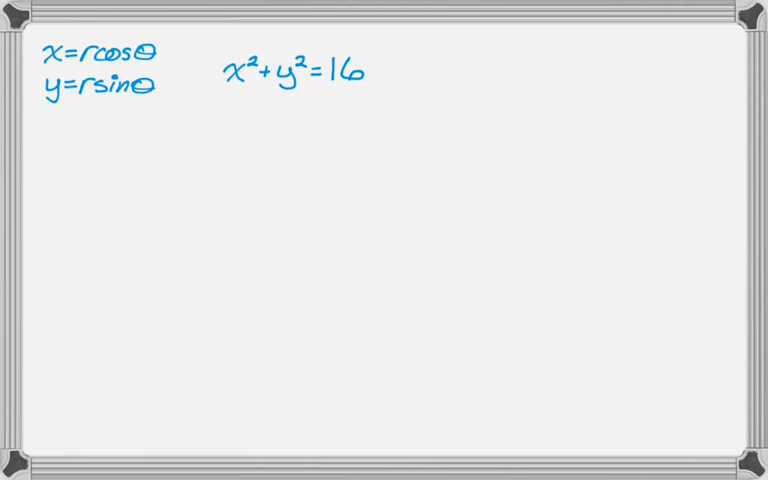 x=rcosθ
y=rsinθ
x²+y²=16